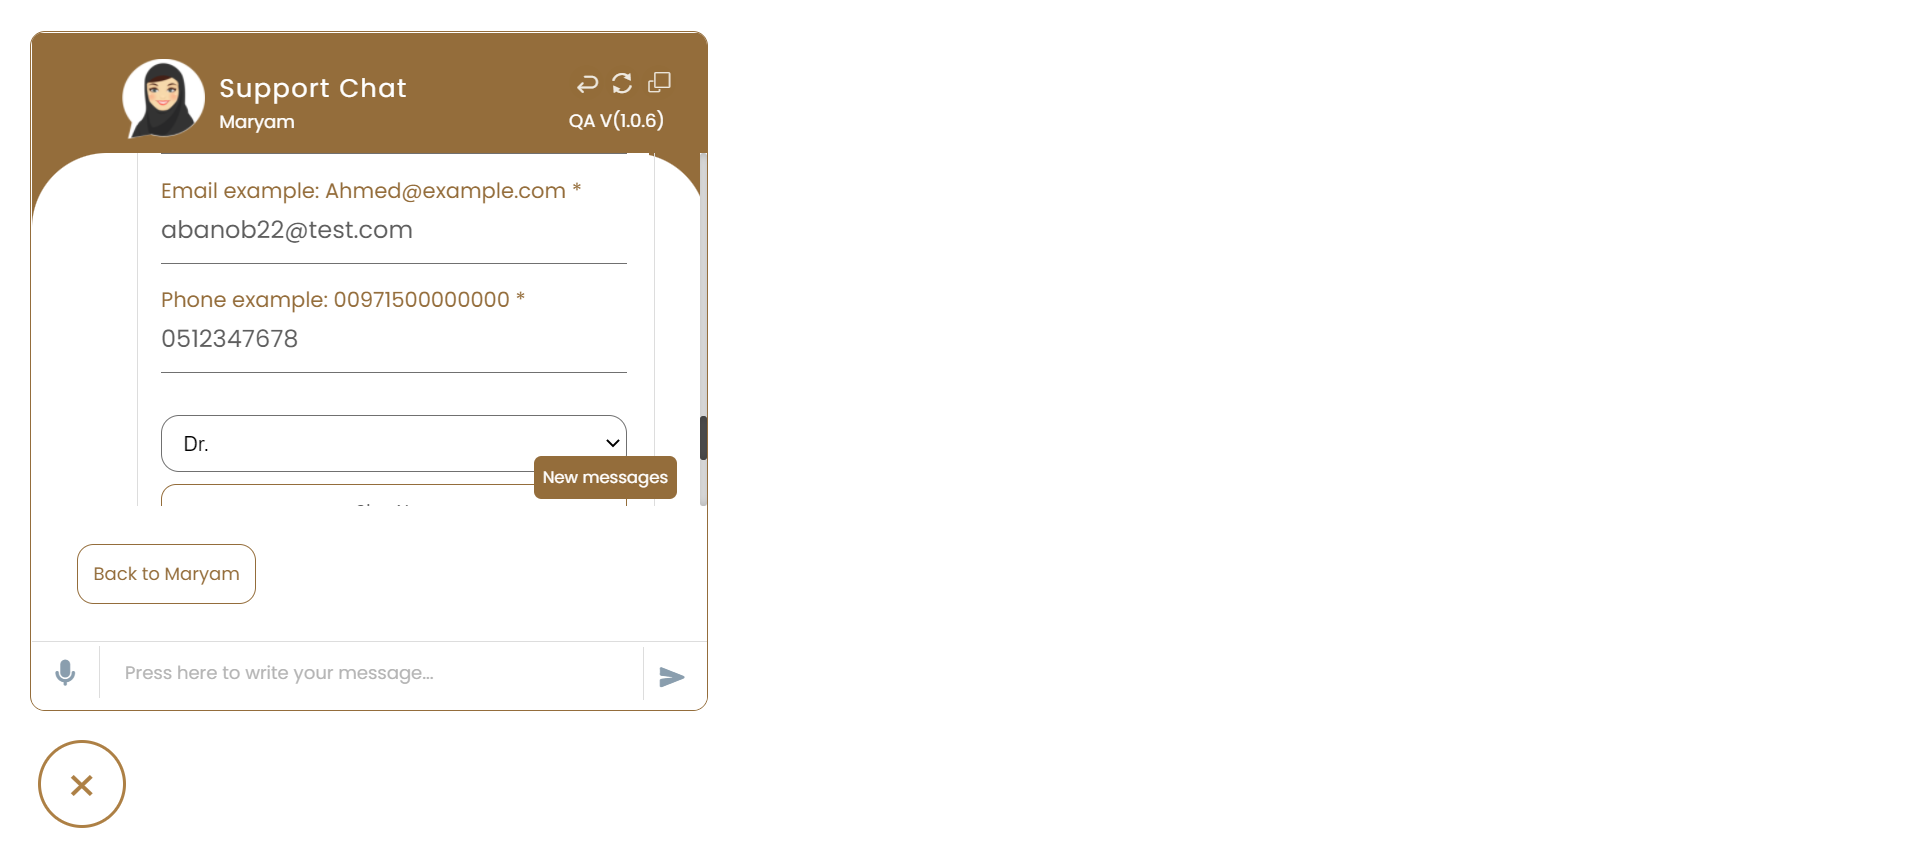 Support Chat
Maryam
QA V(1.0.6)
Email example: Ahmed@example.com *
abanob22@test.com
Phone example: 00971500000000 *
0512347678
Dr.
New messages
Back to Maryam
Press here to write your message...